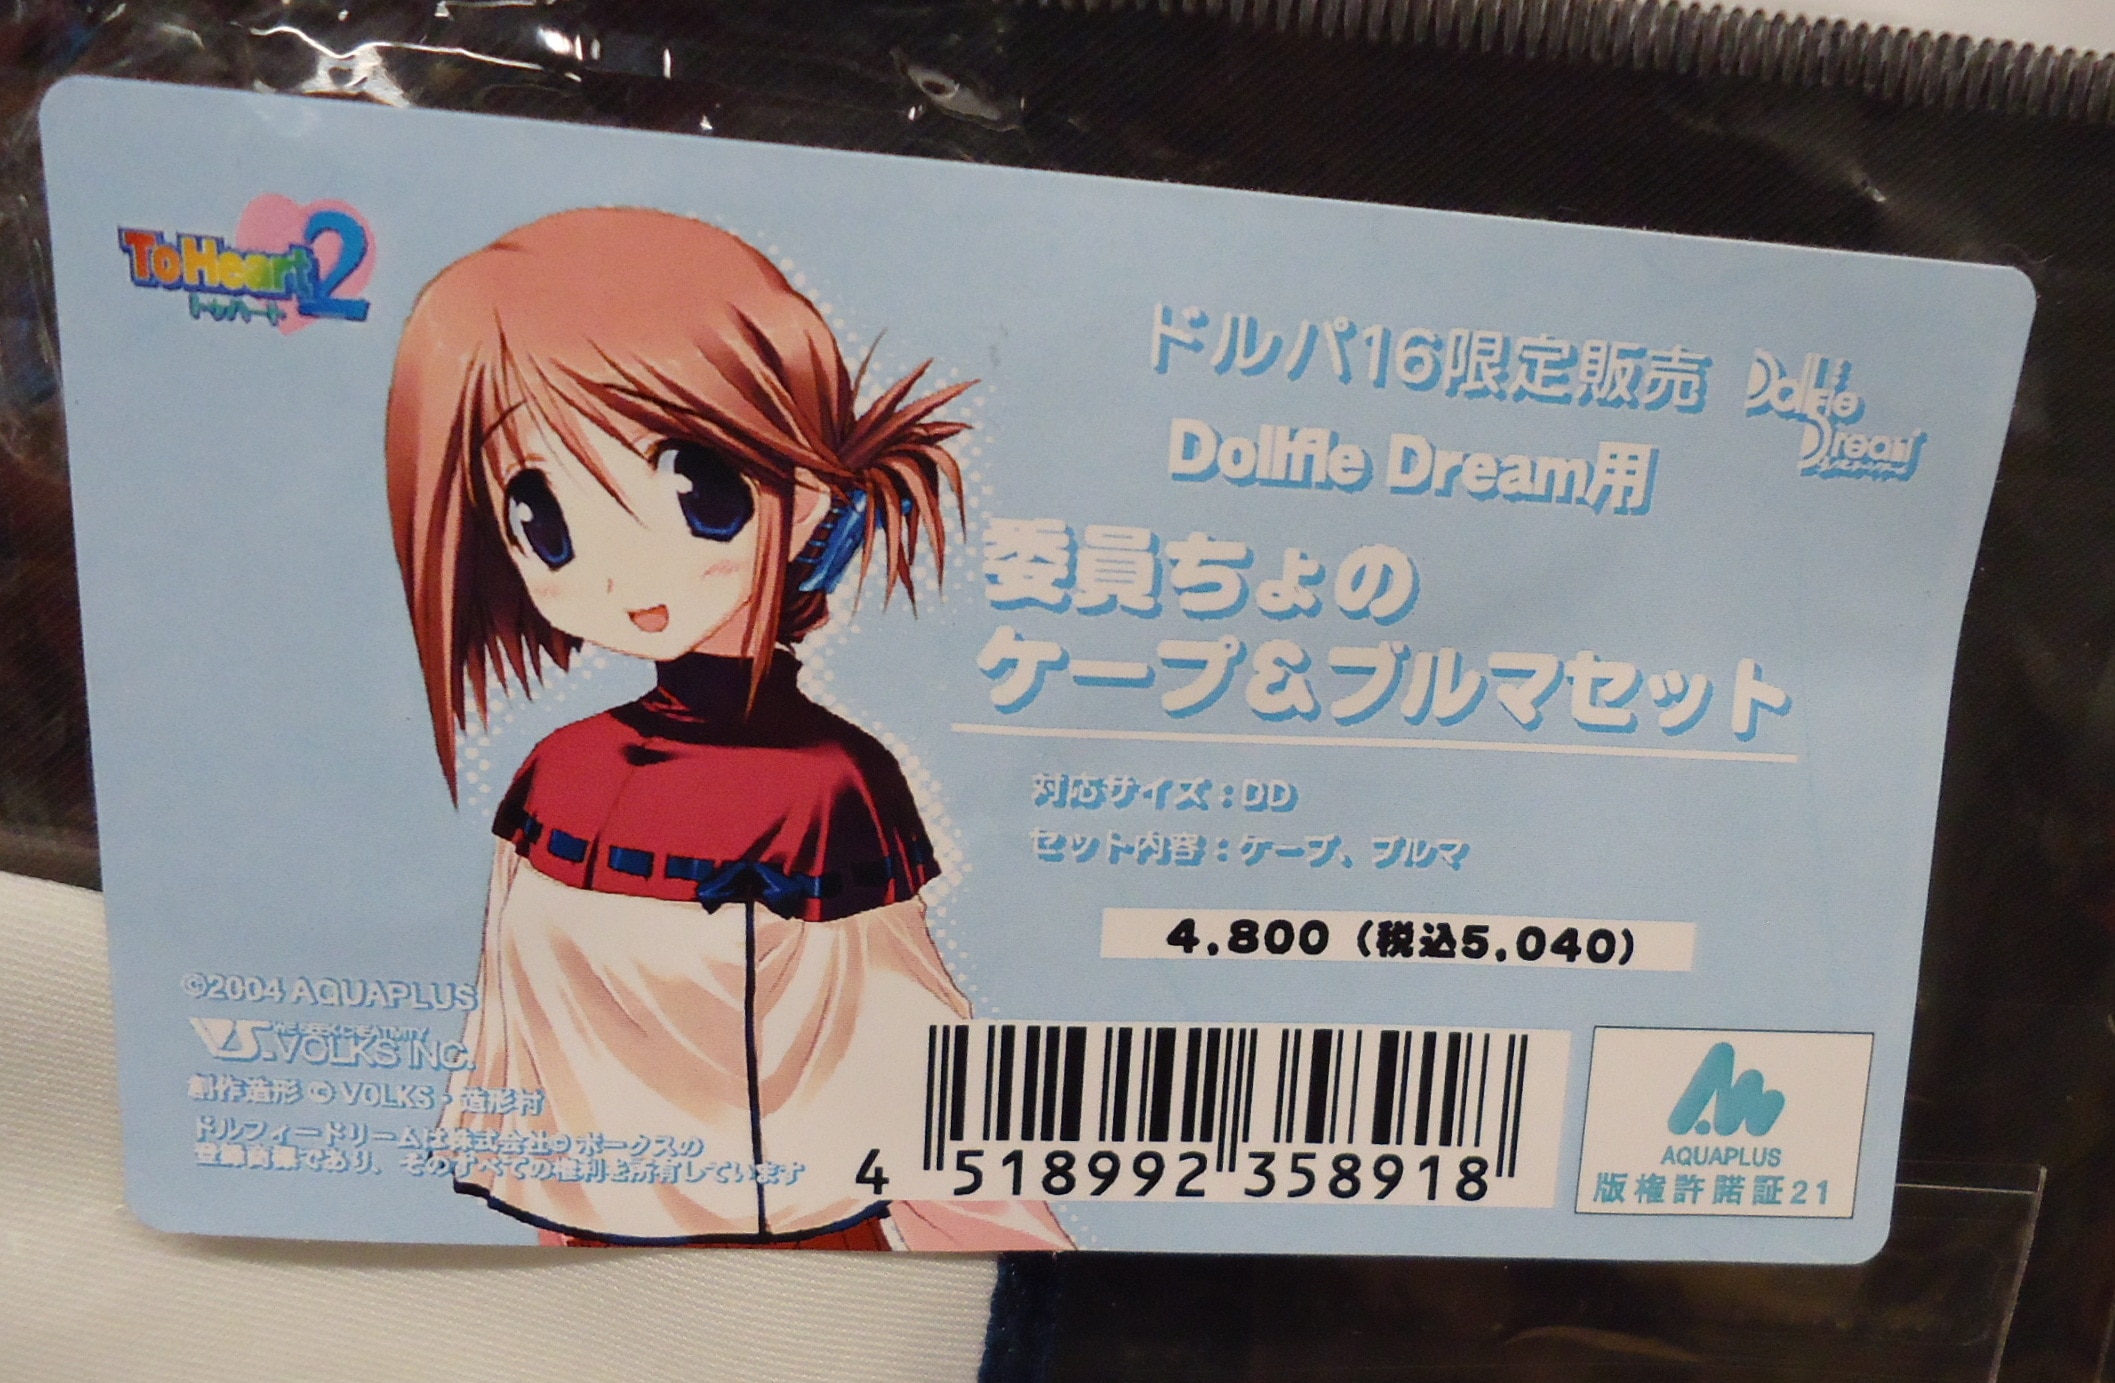 ToHeart2
トゥハート
ドルパ16限定販売
Dollfie Dream
Dollfie Dream用
委員ちょの
ケープ&ブルマセット
対応サイズ:DD
セット内容:ケープ、ブルマ
4,800(税込5,040)
©2004 AQUAPLUS
VS.
WE SEEK CREATIVITY
VOLKS INC.
創作造形 © VOLKS・造形村
ドルフィードリームは株式会社©ボークスの
登録商標であり、そのすべての権利を所有しています
4 518992 358918
AQUAPLUS
版権許諾証21